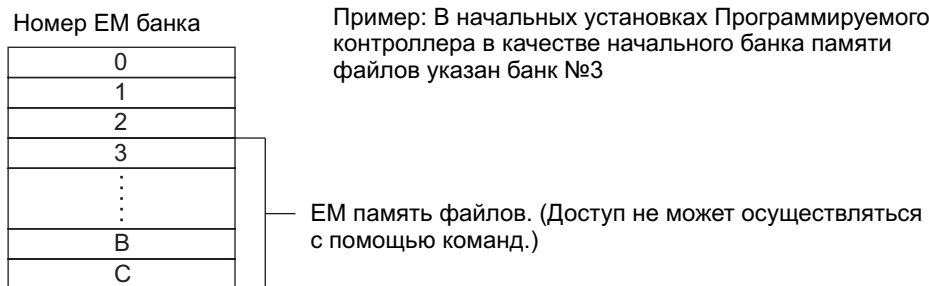 Номер EM банка
Пример: В начальных установках Программируемого
контроллера в качестве начального банка памяти
файлов указан банк №3
0
1
2
3
B
C
EM память файлов. (Доступ не может осуществляться
с помощью команд.)